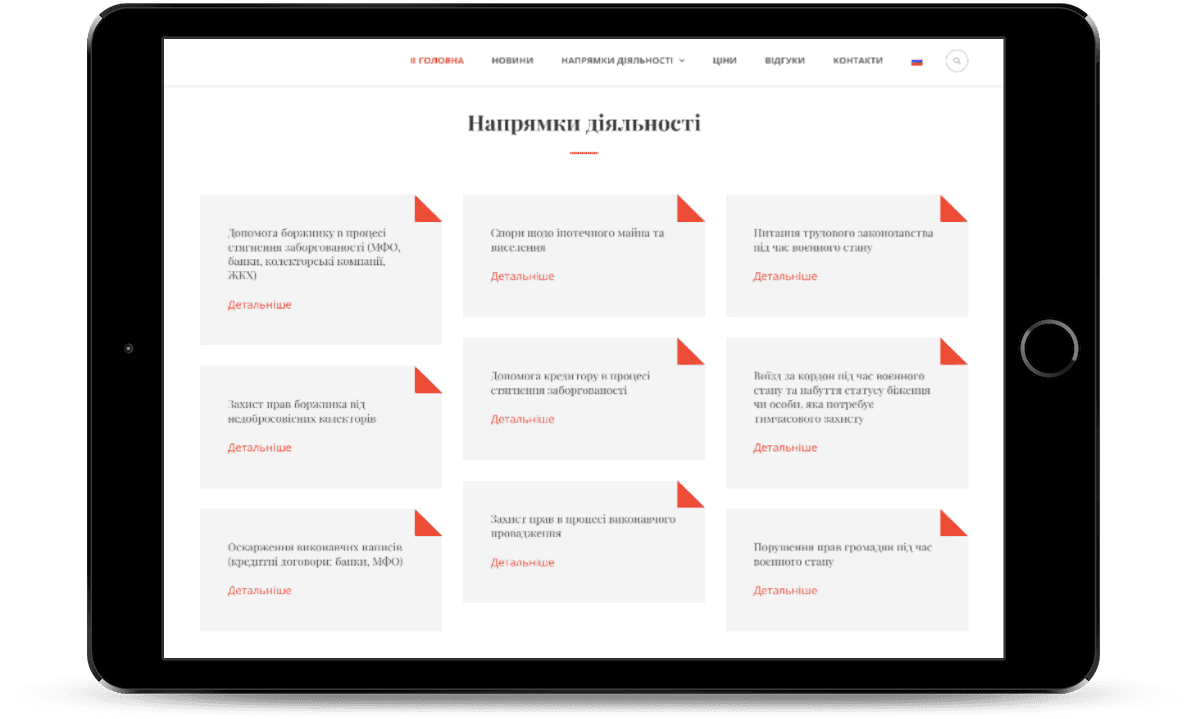 ГОЛОВНА
НОВИНИ
НАПРЯМКИ ДІЯЛЬНОСТІ
ЦІНИ
ВІДГУКИ
КОНТАКТИ
Напрямки діяльності
Допомога боржнику в процесі
стягнення заборгованості (МФО,
банки, колекторські компанії,
ЖКХ)
Детальніше
Захист прав боржника від
недобросовісних колекторів
Детальніше
Оскарження виконавчих написів
(кредитні договори: банки, МФО)
Детальніше
Спори щодо іпотечного майна та
виселення
Детальніше
Допомога кредитору в процесі
стягнення заборгованості
Детальніше
Захист прав в процесі виконавчого
провадження
Детальніше
Питання трудового законодавства
під час воєнного стану
Детальніше
Виїзд за кордон під час воєнного
стану та набуття статусу біженця
чи особи, яка потребує
тимчасового захисту
Детальніше
Порушення прав громадян під час
воєнного стану
Детальніше